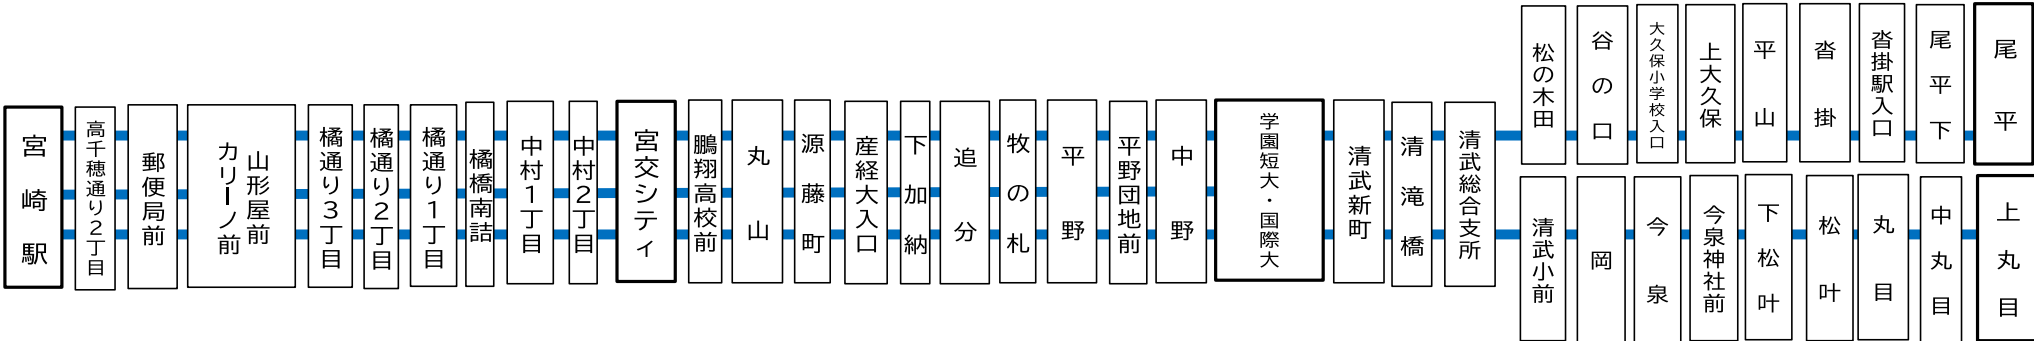 宮崎駅
高千穂通り2丁目
郵便局前
山形屋前
カリーノ前
橘通り3丁目
橘通り2丁目
橘通り1丁目
橘橋南詰
中村1丁目
中村2丁目
宮交シティ
鵬翔高校前
丸山
源藤町
産経大入口
下加納
追分
牧の札
平野
平野団地前
中野
学園短大・国際大
清武新町
清滝橋
清武総合支所
松の木田
谷の口
大久保小学校入口
上大久保
平山
沓掛
沓掛駅入口
尾平下
尾平
清武小前
岡
今泉
今泉神社前
下松叶
松叶
丸目
中丸目
上丸目